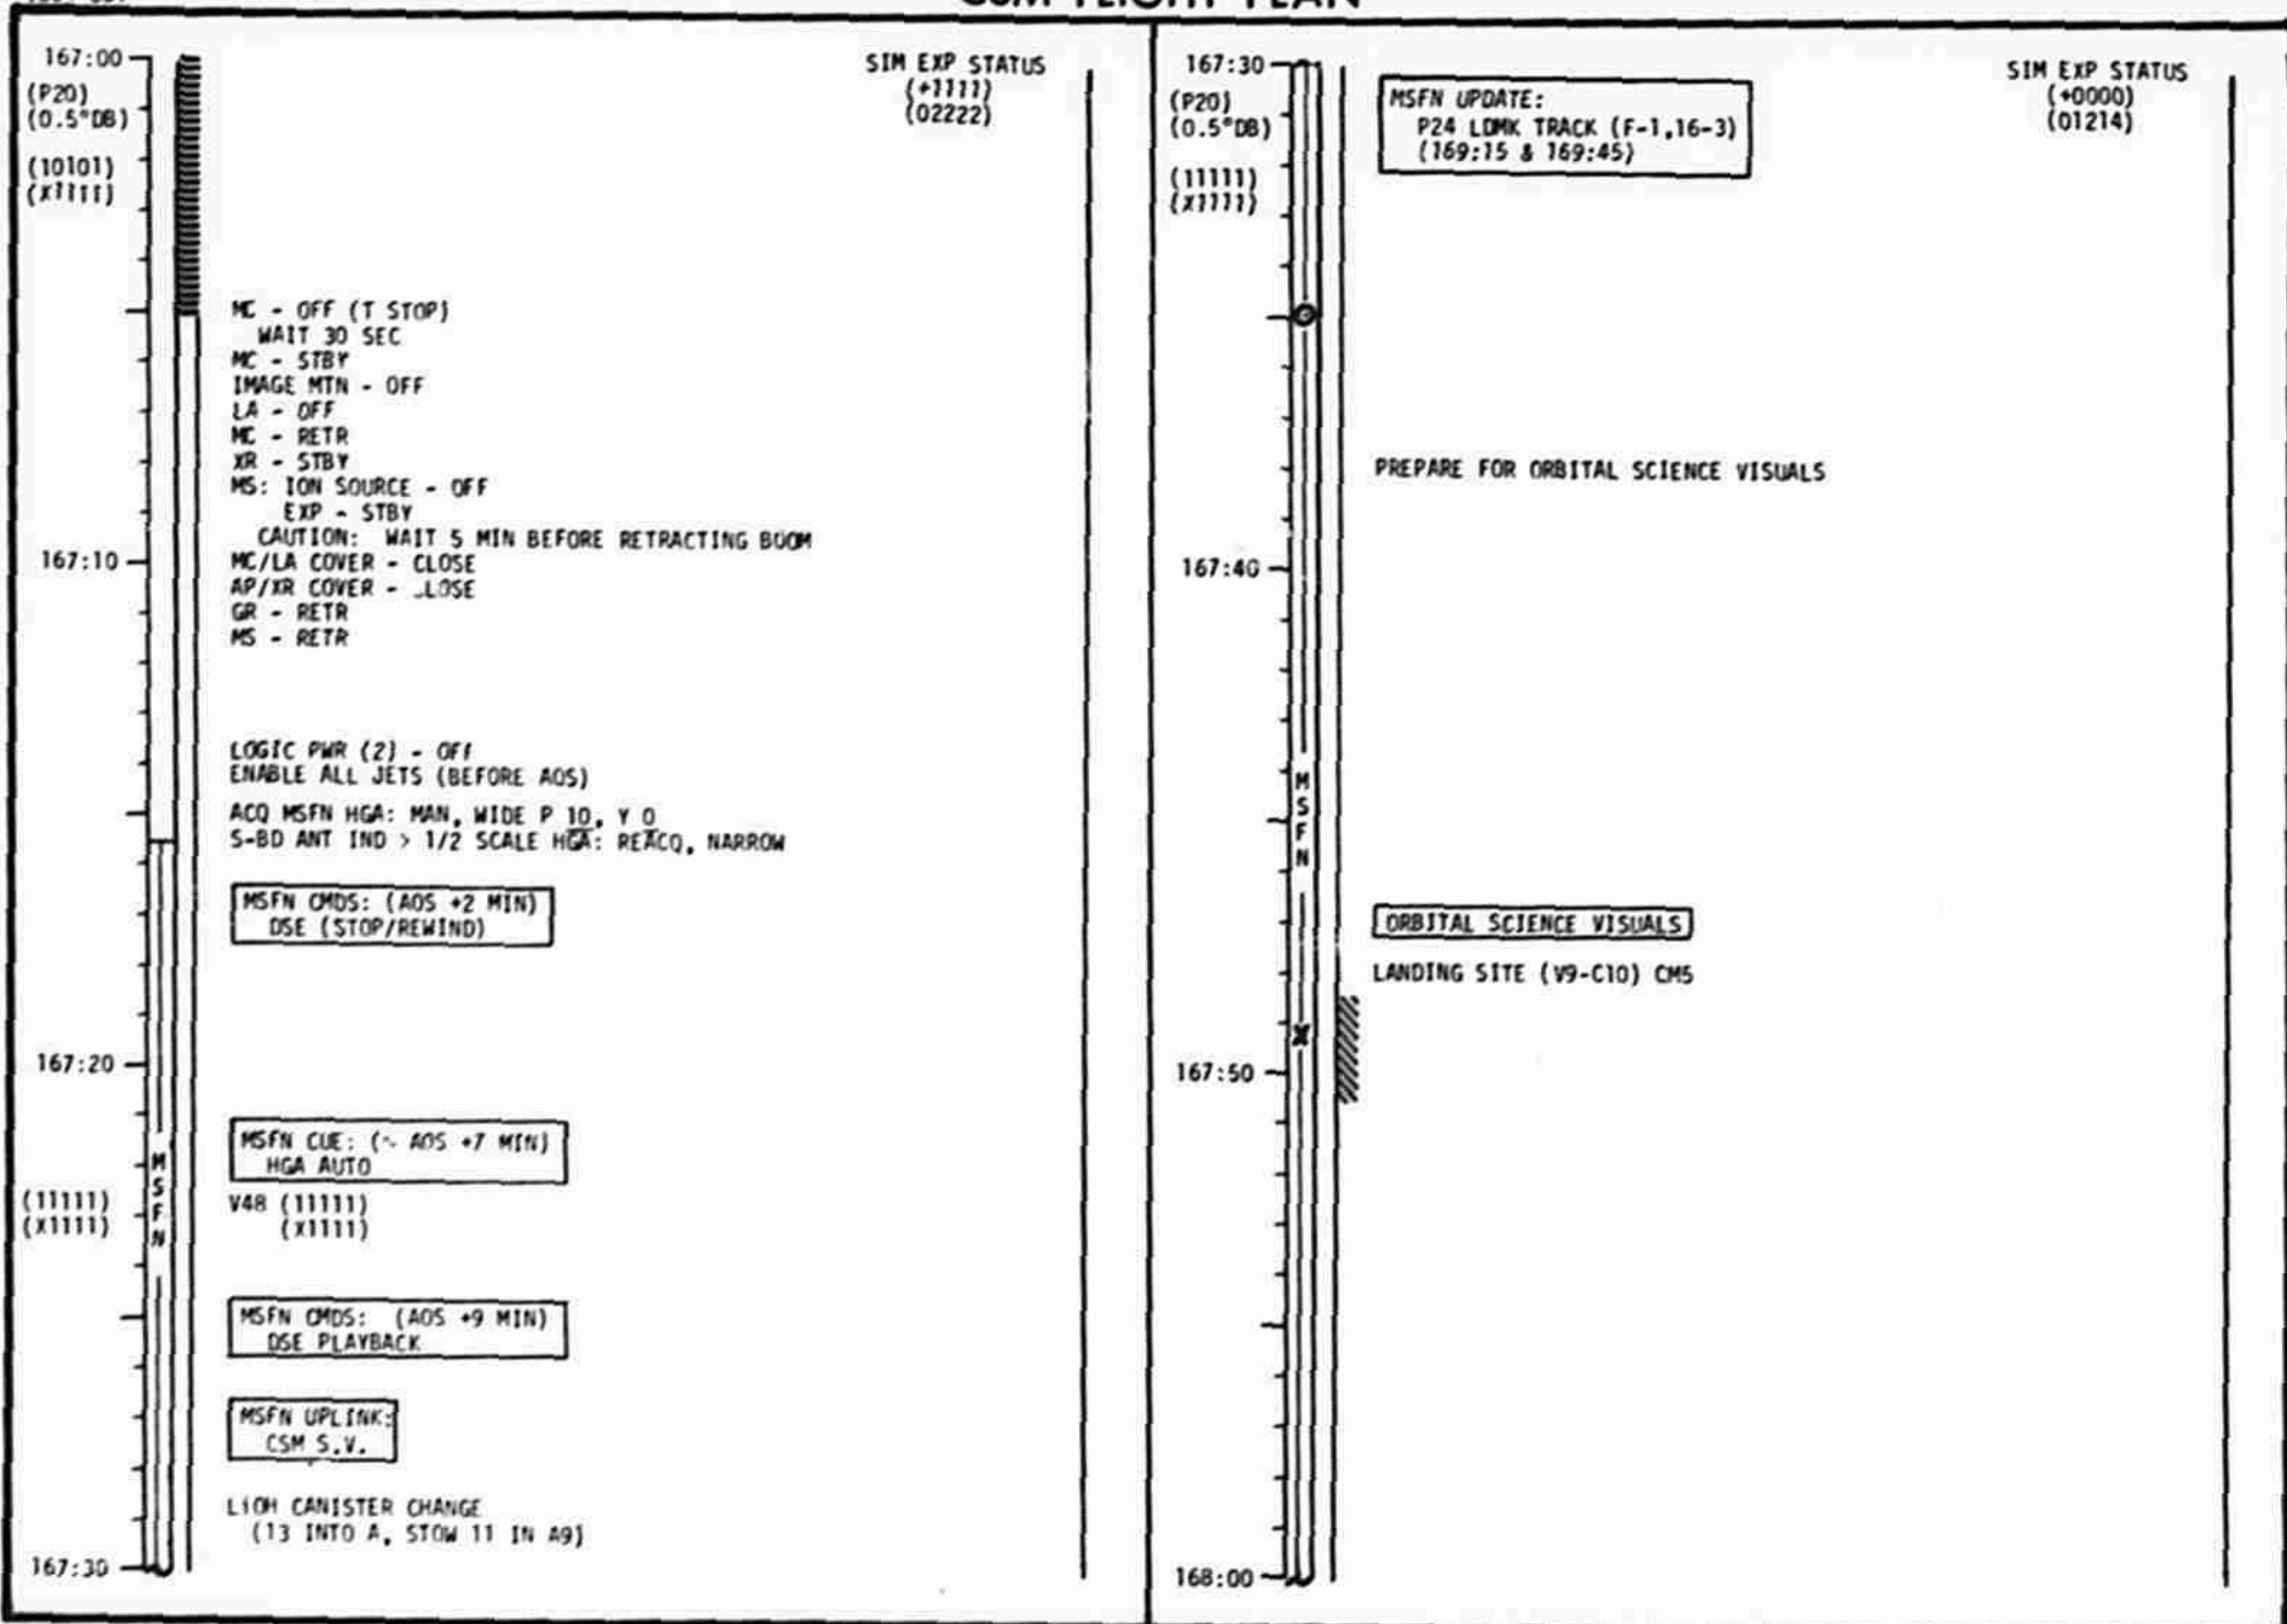 CSM FLIGHT PLAN
167:00
(P20)
(0.5°DB)
(10101)
(X1111)
SIM EXP STATUS
(+1111)
(02222)
MC - OFF (T STOP)
WAIT 30 SEC
MC - STBY
IMAGE MTN - OFF
LA - OFF
MC - RETR
XR - STBY
MS: ION SOURCE - OFF
EXP - STBY
CAUTION: WAIT 5 MIN BEFORE RETRACTING BOOM
167:10
MC/LA COVER - CLOSE
AP/XR COVER - LOSE
GR - RETR
MS - RETR
LOGIC PWR (2) - OFF
ENABLE ALL JETS (BEFORE AOS)
ACQ MSFN HGA: MAN, WIDE P 10, Y 0
S-BD ANT IND > 1/2 SCALE HGA: REACQ, NARROW
MSFN CMDS: (AOS +2 MIN)
DSE (STOP/REWIND)
167:20
MSFN CUE: (~ AOS +7 MIN)
HGA AUTO
MSFN
(11111)
(X1111)
V48 (11111)
(X1111)
MSFN CMDS: (AOS +9 MIN)
DSE PLAYBACK
MSFN UPLINK:
CSM S.V.
LiOH CANISTER CHANGE
(13 INTO A, STOW 11 IN A9)
167:30
167:30
(P20)
(0.5°DB)
(11111)
(X1111)
MSFN UPDATE:
P24 LDMK TRACK (F-1,16-3)
(169:15 & 169:45)
SIM EXP STATUS
(+0000)
(01214)
PREPARE FOR ORBITAL SCIENCE VISUALS
167:40
MSFN
ORBITAL SCIENCE VISUALS
LANDING SITE (V9-C10) CM5
167:50
168:00